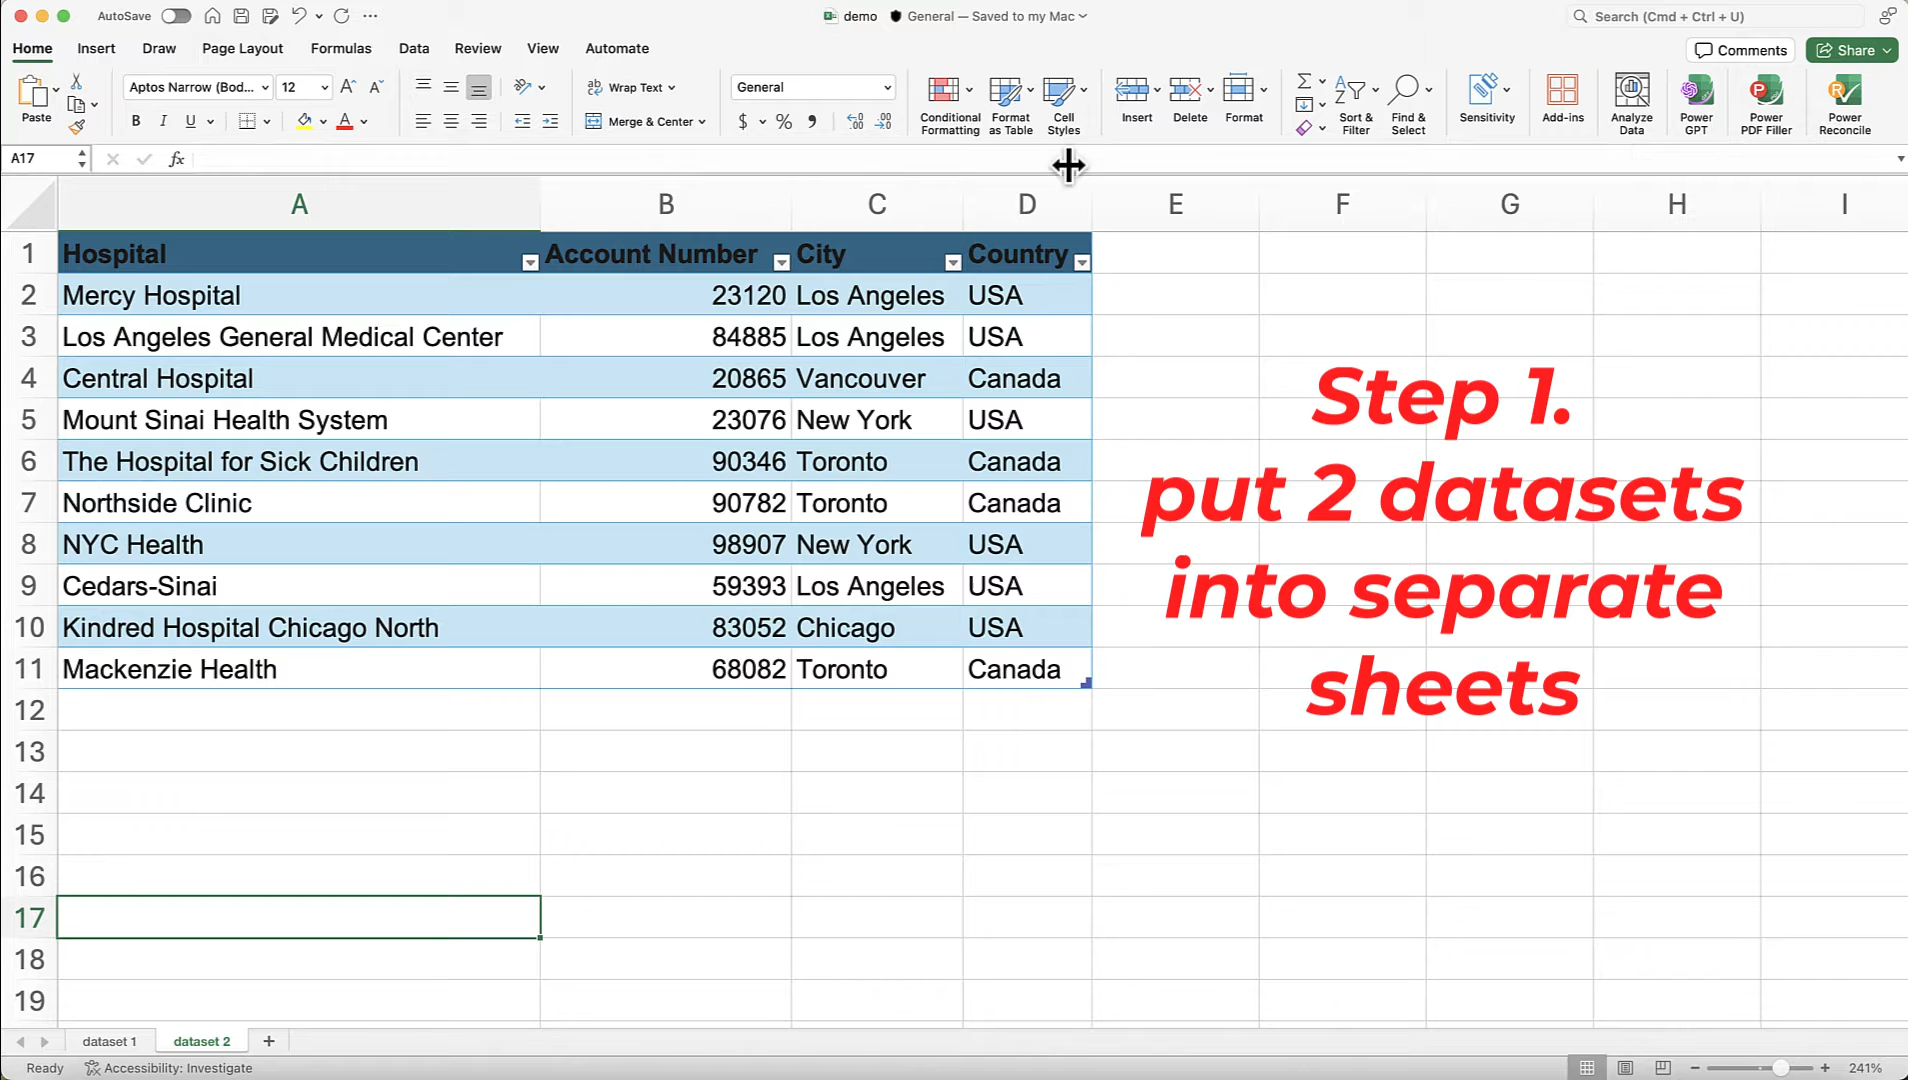 AutoSave
demo General — Saved to my Mac
Search (Cmd + Ctrl + U)
Home Insert Draw Page Layout Formulas Data Review View Automate
Comments Share
Paste
Aptos Narrow (Bod... 12 A^ A
B I U A
ab Wrap Text
Merge & Center
General
$ % 9
Conditional Formatting
Format as Table
Cell Styles
Insert
Delete
Format
Sort & Filter
Find & Select
Sensitivity
Add-ins
Analyze Data
Power GPT
Power PDF Filler
Power Reconcile
A17 fx
A B C D E F G H I
1 Hospital Account Number City Country
2 Mercy Hospital 23120 Los Angeles USA
3 Los Angeles General Medical Center 84885 Los Angeles USA
4 Central Hospital 20865 Vancouver Canada
5 Mount Sinai Health System 23076 New York USA
6 The Hospital for Sick Children 90346 Toronto Canada
7 Northside Clinic 90782 Toronto Canada
8 NYC Health 98907 New York USA
9 Cedars-Sinai 59393 Los Angeles USA
10 Kindred Hospital Chicago North 83052 Chicago USA
11 Mackenzie Health 68082 Toronto Canada
12
13
14
15
16
17
18
19
Step 1.
put 2 datasets
into separate
sheets
dataset 1 dataset 2 +
Ready Accessibility: Investigate
241%